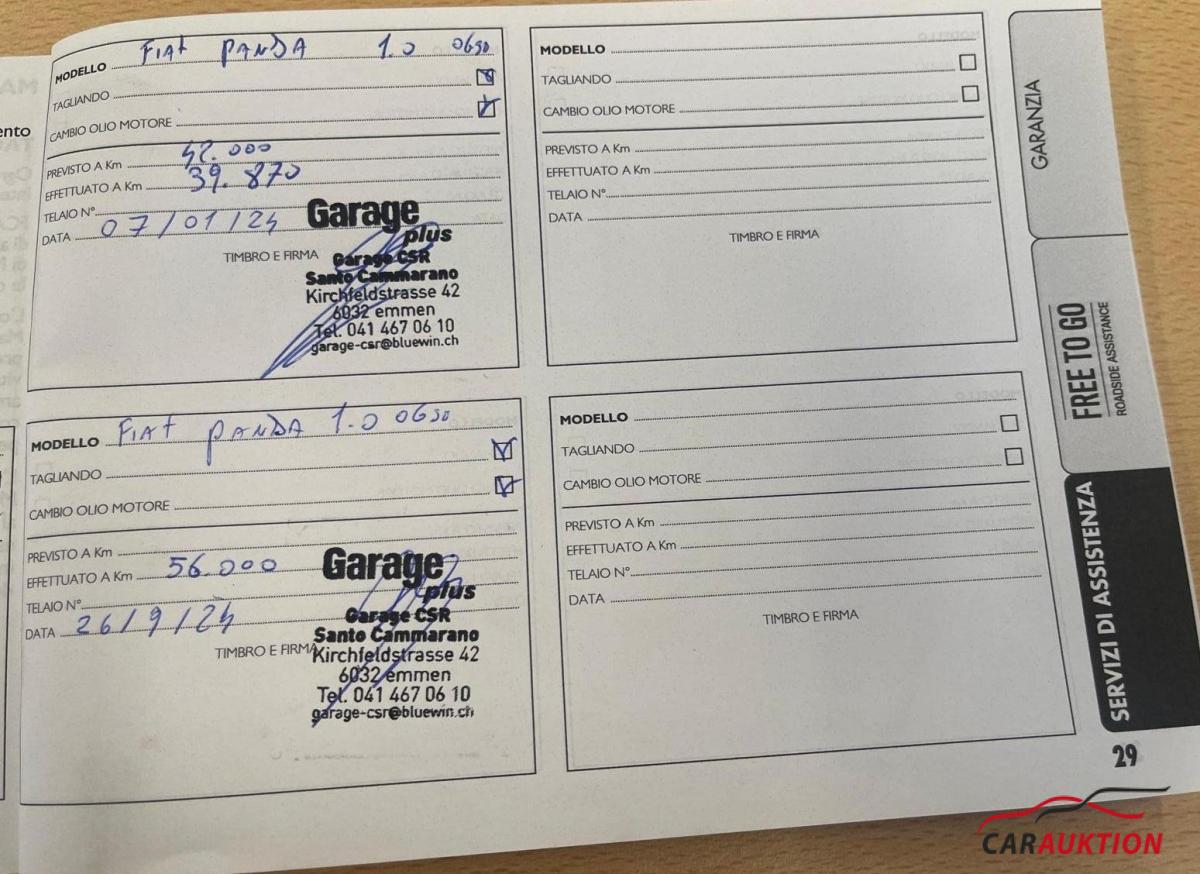 MODELLO FIAT PANDA 1.0 OGSD
TAGLIANDO
CAMBIO OLIO MOTORE
PREVISTO A Km 42.000
EFFETTUATO A Km 39.870
TELAIO N°
DATA 07/01/24
TIMBRO E FIRMA
Garage
plus
Garage CSR
Santo Cammarano
Kirchfeldstrasse 42
6032 emmen
Tel. 041 467 06 10
garage-csr@bluewin.ch
MODELLO FIAT PANDA 1.0
TAGLIANDO
CAMBIO OLIO MOTORE
PREVISTO A Km
EFFETTUATO A Km 56.000
TELAIO N°
DATA 26/9/24
TIMBRO E FIRMA
Garage
plus
Garage CSR
Santo Cammarano
Kirchfeldstrasse 42
6032 emmen
Tel. 041 467 06 10
garage-csr@bluewin.ch
MODELLO
TAGLIANDO
CAMBIO OLIO MOTORE
PREVISTO A Km
EFFETTUATO A Km
TELAIO N°
DATA
TIMBRO E FIRMA
MODELLO
TAGLIANDO
CAMBIO OLIO MOTORE
PREVISTO A Km
EFFETTUATO A Km
TELAIO N°
DATA
TIMBRO E FIRMA
GARANZIA
FREE TO GO
ROADSIDE ASSISTANCE
SERVIZI DI ASSISTENZA
29
CARAUKTION